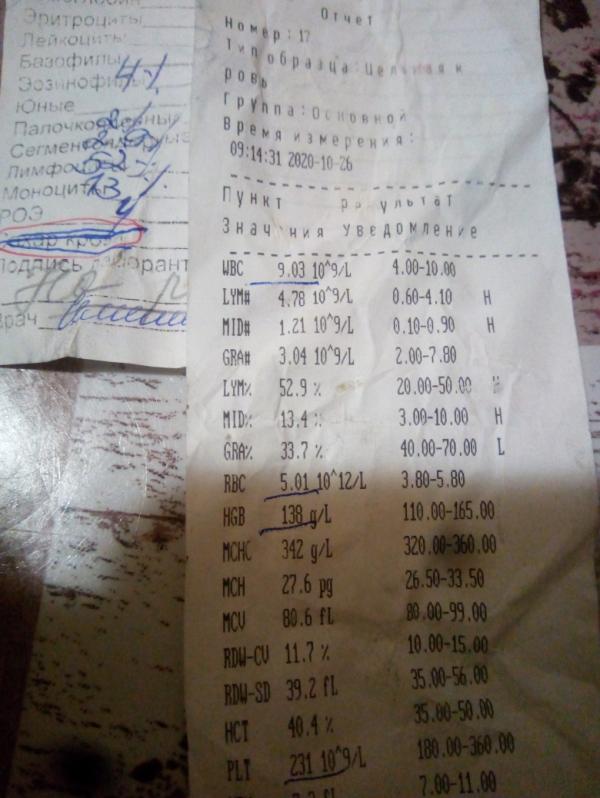 Эритроциты
Лейкоциты
Базофилы
Эозинофилы 4%
Юные
Палочкоядерные
Лимфоциты 52%
Моноциты 13%
РОЭ 4
Сахар крови
Подпись лаборанта
Врач
Отчет
Номер: 17
Тип образца: Цельная к
ровь
Группа: Основной
Время измерения:
09:14:31 2020-10-26
Пункт Результат
Значения Уведомление
WBC 9.03 10^9/L 4.00-10.00
LYM# 4.78 10^9/L 0.60-4.10 H
MID# 1.21 10^9/L 0.10-0.90 H
GRA# 3.04 10^9/L 2.00-7.80
LYM% 52.9 % 20.00-50.00 H
MID% 13.4 % 3.00-10.00 H
GRA% 33.7 % 40.00-70.00 L
RBC 5.01 10^12/L 3.80-5.80
HGB 138 g/L 110.00-165.00
MCHC 342 g/L 320.00-360.00
MCH 27.6 pg 26.50-33.50
MCV 80.6 fL 80.00-99.00
RDW-CV 11.7 % 10.00-15.00
RDW-SD 39.2 fL 35.00-56.00
HCT 40.4 % 35.00-50.00
PLT 231 10^9/L 180.00-360.00
7.00-11.00